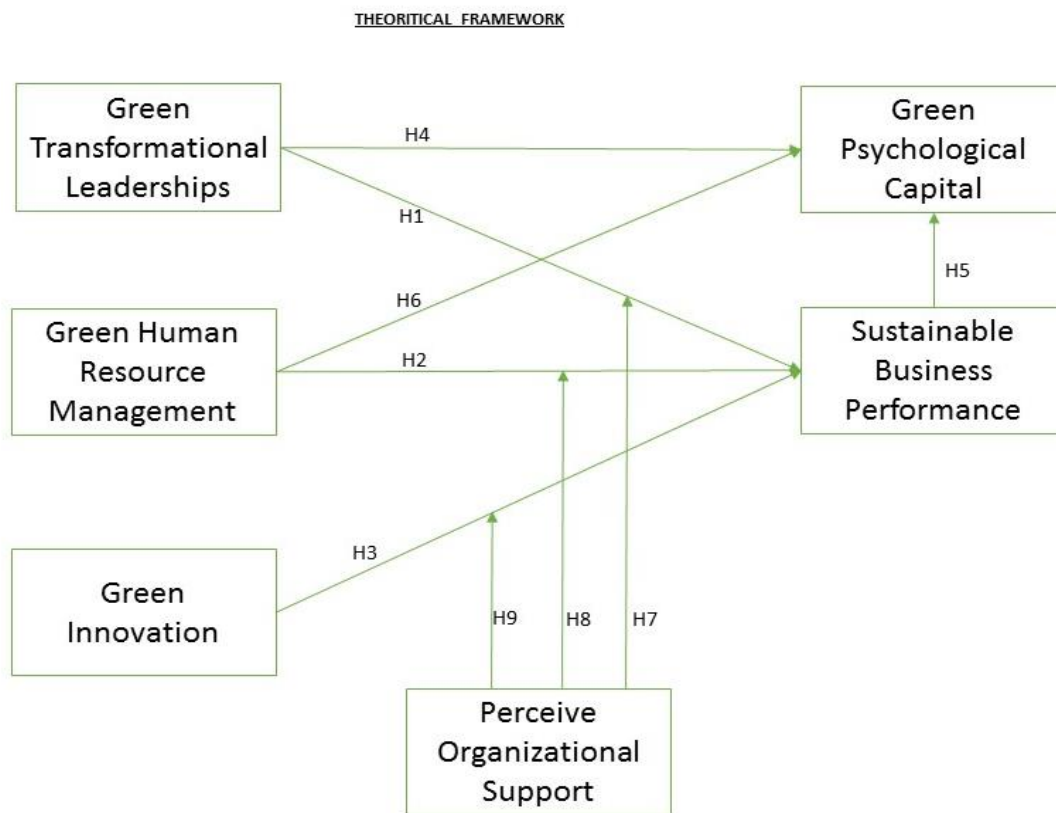 THEORITICAL FRAMEWORK
Green
Transformational
Leaderships
H4
Green
Psychological
Capital
H1
H5
H6
Green Human
Resource
Management
H2
Sustainable
Business
Performance
H3
Green
Innovation
H9
H8
H7
Perceive
Organizational
Support